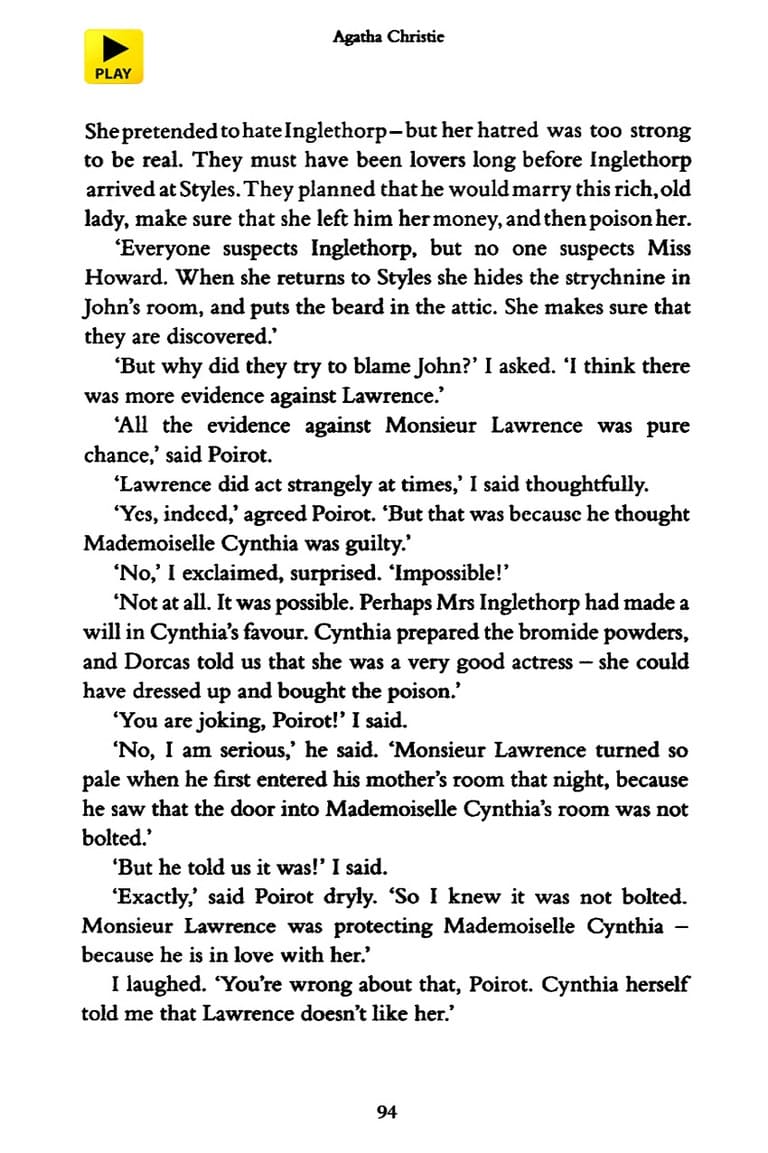 Agatha Christie
PLAY
She pretended to hate Inglethorp – but her hatred was too strong
to be real. They must have been lovers long before Inglethorp
arrived at Styles. They planned that he would marry this rich, old
lady, make sure that she left him her money, and then poison her.
‘Everyone suspects Inglethorp, but no one suspects Miss
Howard. When she returns to Styles she hides the strychnine in
John’s room, and puts the beard in the attic. She makes sure that
they are discovered.’
‘But why did they try to blame John?’ I asked. ‘I think there
was more evidence against Lawrence.’
‘All the evidence against Monsieur Lawrence was pure
chance,’ said Poirot.
‘Lawrence did act strangely at times,’ I said thoughtfully.
‘Yes, indeed,’ agreed Poirot. ‘But that was because he thought
Mademoiselle Cynthia was guilty.’
‘No,’ I exclaimed, surprised. ‘Impossible!’
‘Not at all. It was possible. Perhaps Mrs Inglethorp had made a
will in Cynthia’s favour. Cynthia prepared the bromide powders,
and Dorcas told us that she was a very good actress – she could
have dressed up and bought the poison.’
‘You are joking, Poirot!’ I said.
‘No, I am serious,’ he said. ‘Monsieur Lawrence turned so
pale when he first entered his mother’s room that night, because
he saw that the door into Mademoiselle Cynthia’s room was not
bolted.’
‘But he told us it was!’ I said.
‘Exactly,’ said Poirot dryly. ‘So I knew it was not bolted.
Monsieur Lawrence was protecting Mademoiselle Cynthia –
because he is in love with her.’
I laughed. ‘You’re wrong about that, Poirot. Cynthia herself
told me that Lawrence doesn’t like her.’
94